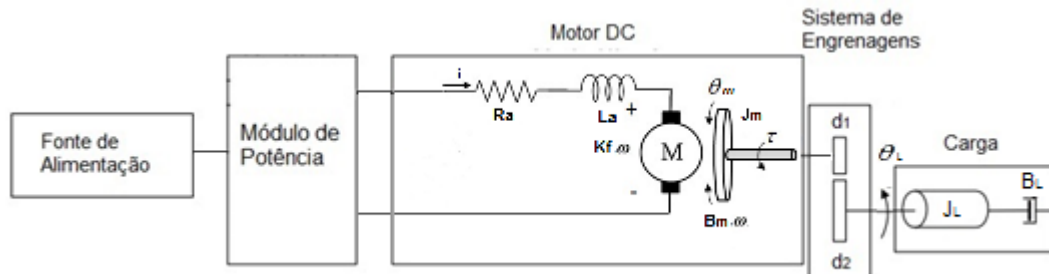 Fonte de
Alimentação
Módulo de
Potência
Motor DC
i
Ra
La
+
Kf.ω
-
M
θm
Jm
τ
Bm.ω
Sistema de
Engrenagens
d1
d2
θL
Carga
JL
BL